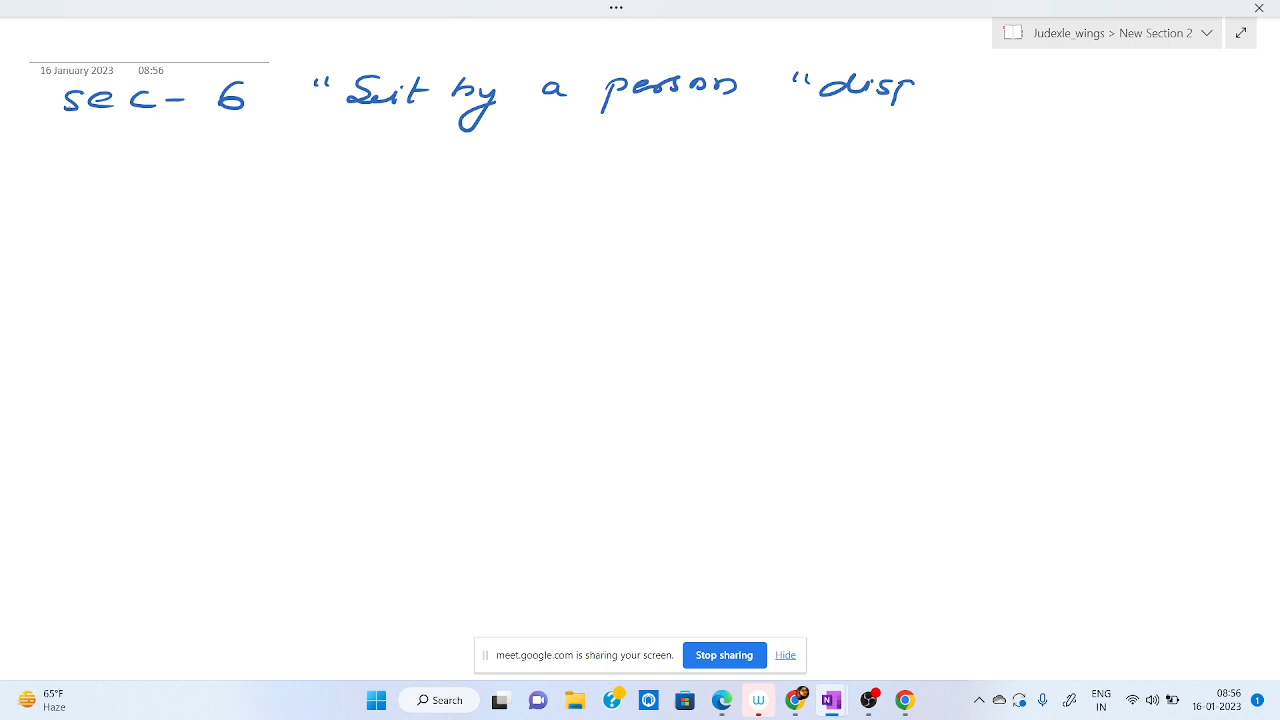 Judexle_wings > New Section 2
16 January 2023 08:56
sec - 6 "Suit by a person "disp
meet.google.com is sharing your screen. Stop sharing Hide
65°F
Haze
Search
ENG
IN
08:56
16-01-2023
1